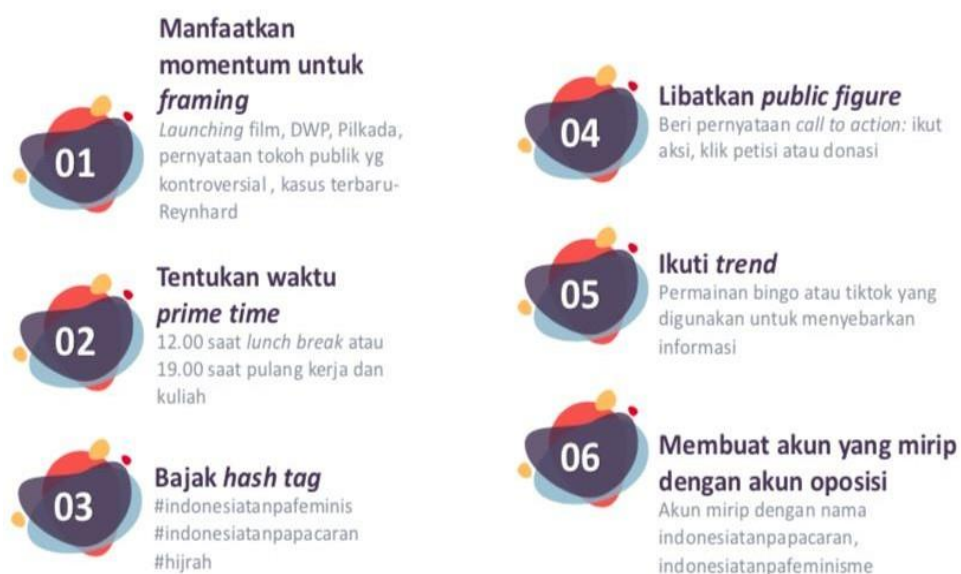 01
Manfaatkan
momentum untuk
framing
Launching film, DWP, Pilkada,
pernyataan tokoh publik yg
kontroversial , kasus terbaru-
Reynhard
02
Tentukan waktu
prime time
12.00 saat lunch break atau
19.00 saat pulang kerja dan
kuliah
03
Bajak hash tag
#indonesiatanpafeminis
#indonesiatanpapacaran
#hijrah
04
Libatkan public figure
Beri pernyataan call to action: ikut
aksi, klik petisi atau donasi
05
Ikuti trend
Permainan bingo atau tiktok yang
digunakan untuk menyebarkan
informasi
06
Membuat akun yang mirip
dengan akun oposisi
Akun mirip dengan nama
indonesiatanpapacaran,
indonesiatanpafeminisme